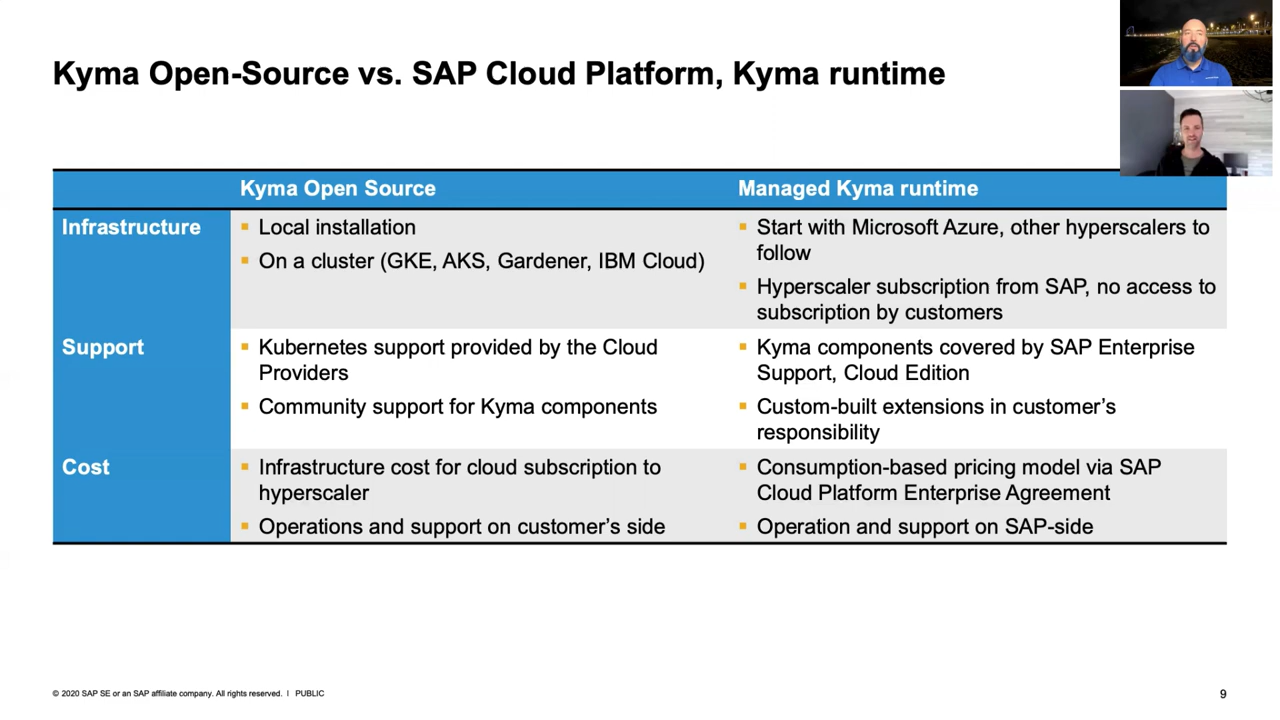 Kyma Open-Source vs. SAP Cloud Platform, Kyma runtime
Kyma Open Source
Managed Kyma runtime
Infrastructure
▪ Local installation
▪ On a cluster (GKE, AKS, Gardener, IBM Cloud)
▪ Start with Microsoft Azure, other hyperscalers to
follow
▪ Hyperscaler subscription from SAP, no access to
subscription by customers
Support
▪ Kubernetes support provided by the Cloud
Providers
▪ Community support for Kyma components
▪ Kyma components covered by SAP Enterprise
Support, Cloud Edition
▪ Custom-built extensions in customer’s
responsibility
Cost
▪ Infrastructure cost for cloud subscription to
hyperscaler
▪ Operations and support on customer’s side
▪ Consumption-based pricing model via SAP
Cloud Platform Enterprise Agreement
▪ Operation and support on SAP-side
© 2020 SAP SE or an SAP affiliate company. All rights reserved. I PUBLIC
9